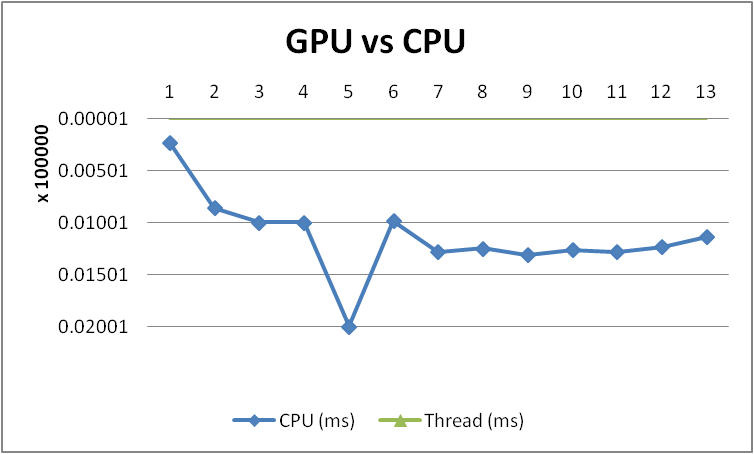 GPU vs CPU
1 2 3 4 5 6 7 8 9 10 11 12 13
x 100000
0.00001
0.00501
0.01001
0.01501
0.02001
CPU (ms) Thread (ms)